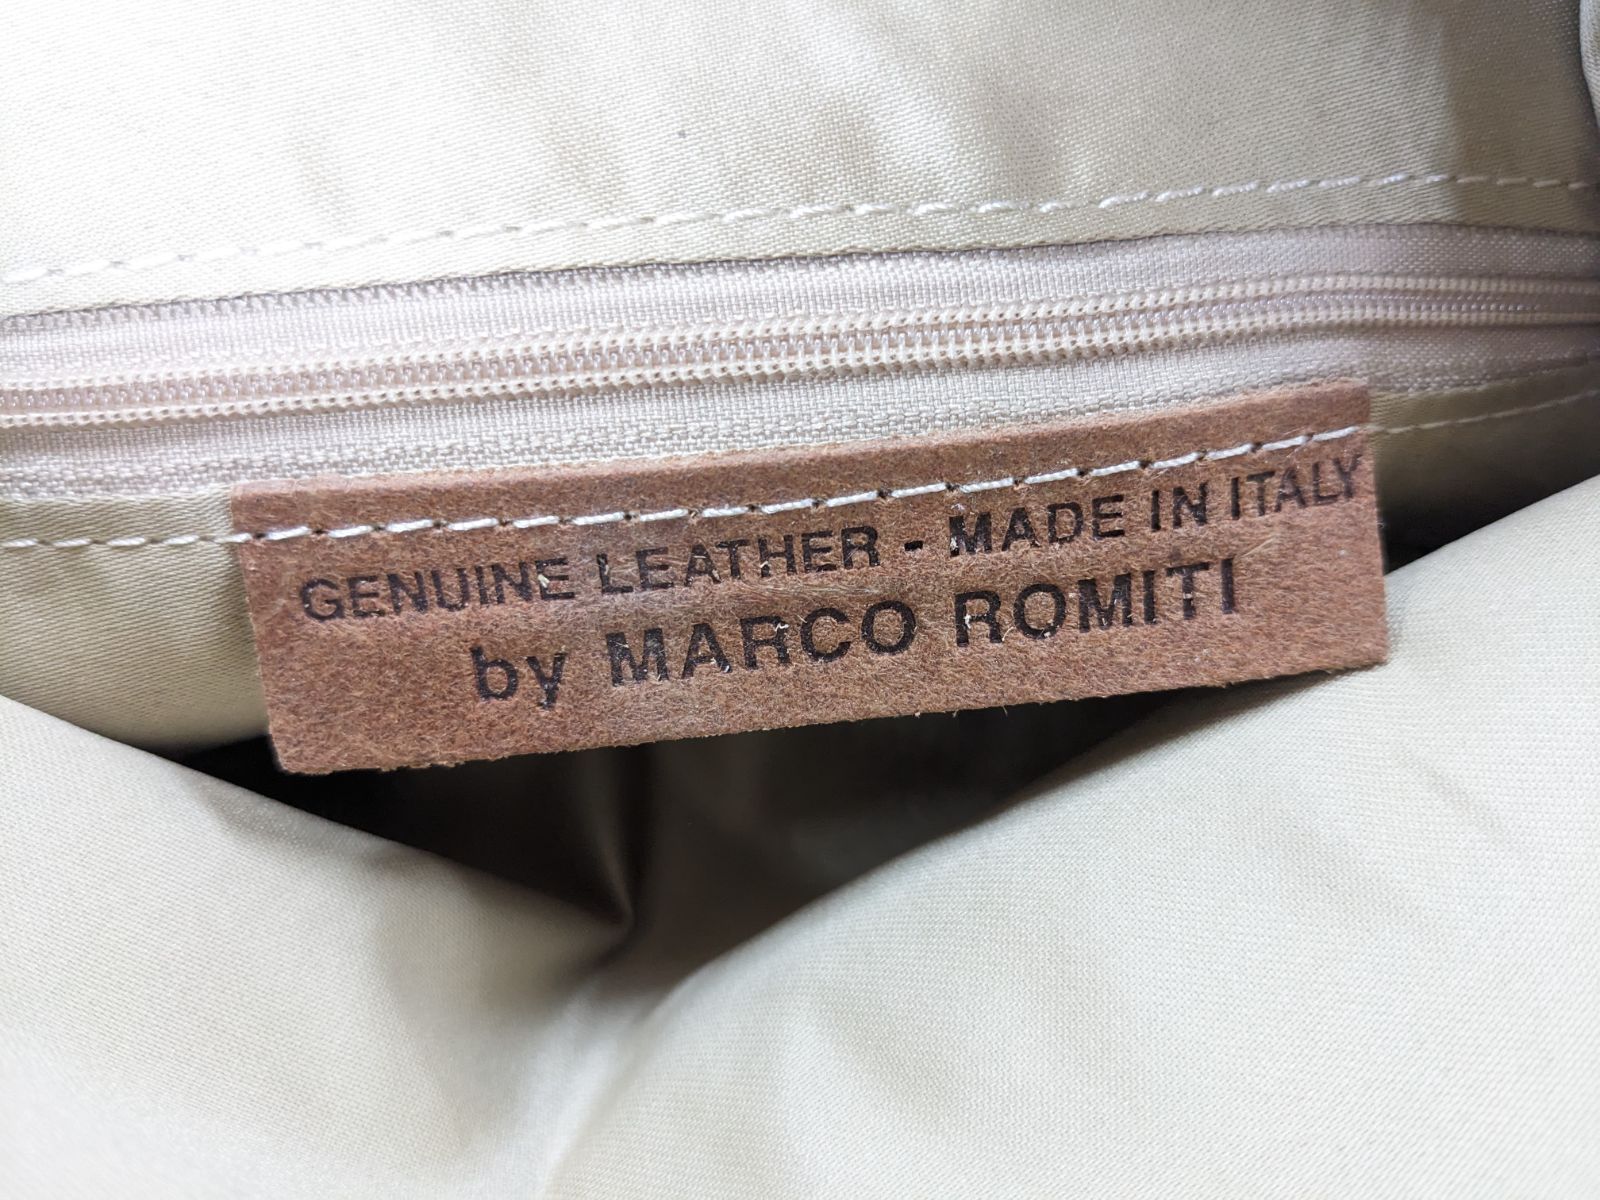 GENUINE LEATHER - MADE IN ITALY
by MARCO ROMITI